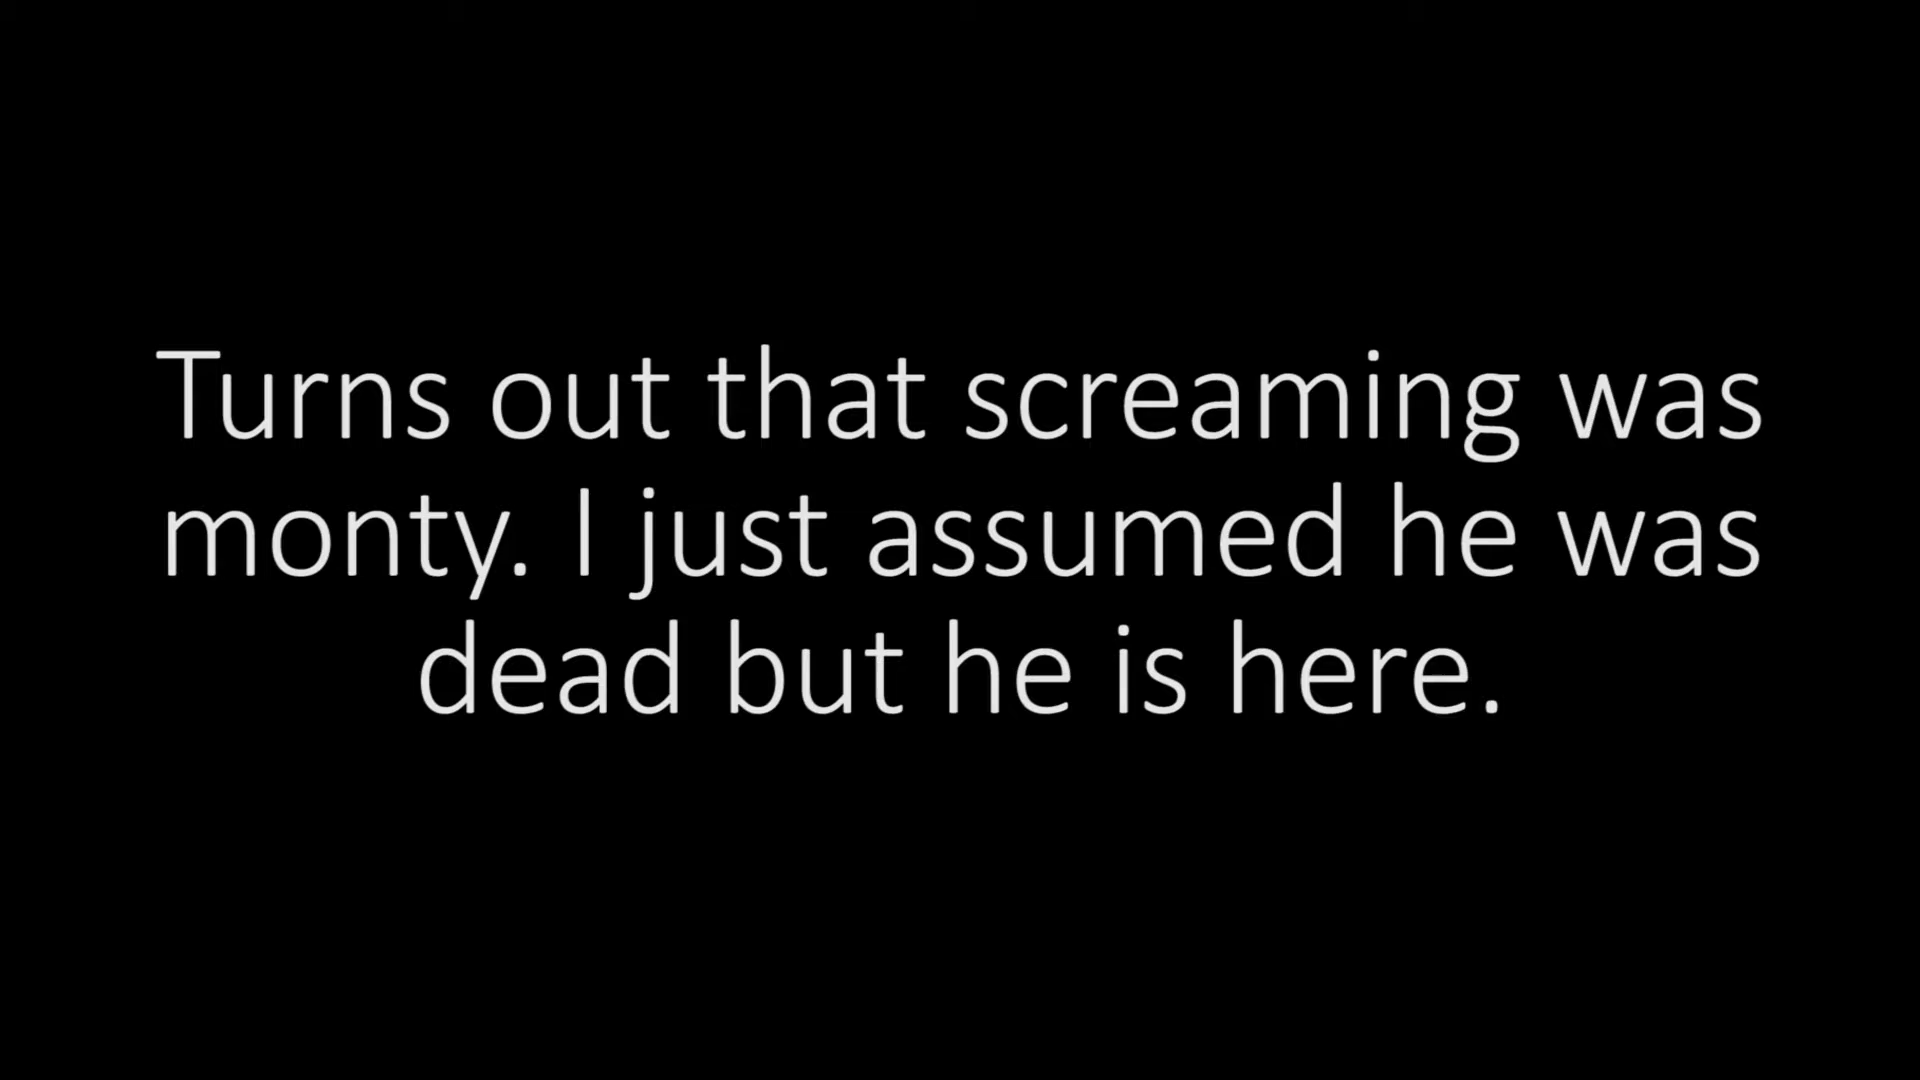 Turns out that screaming was
monty. I just assumed he was
dead but he is here.